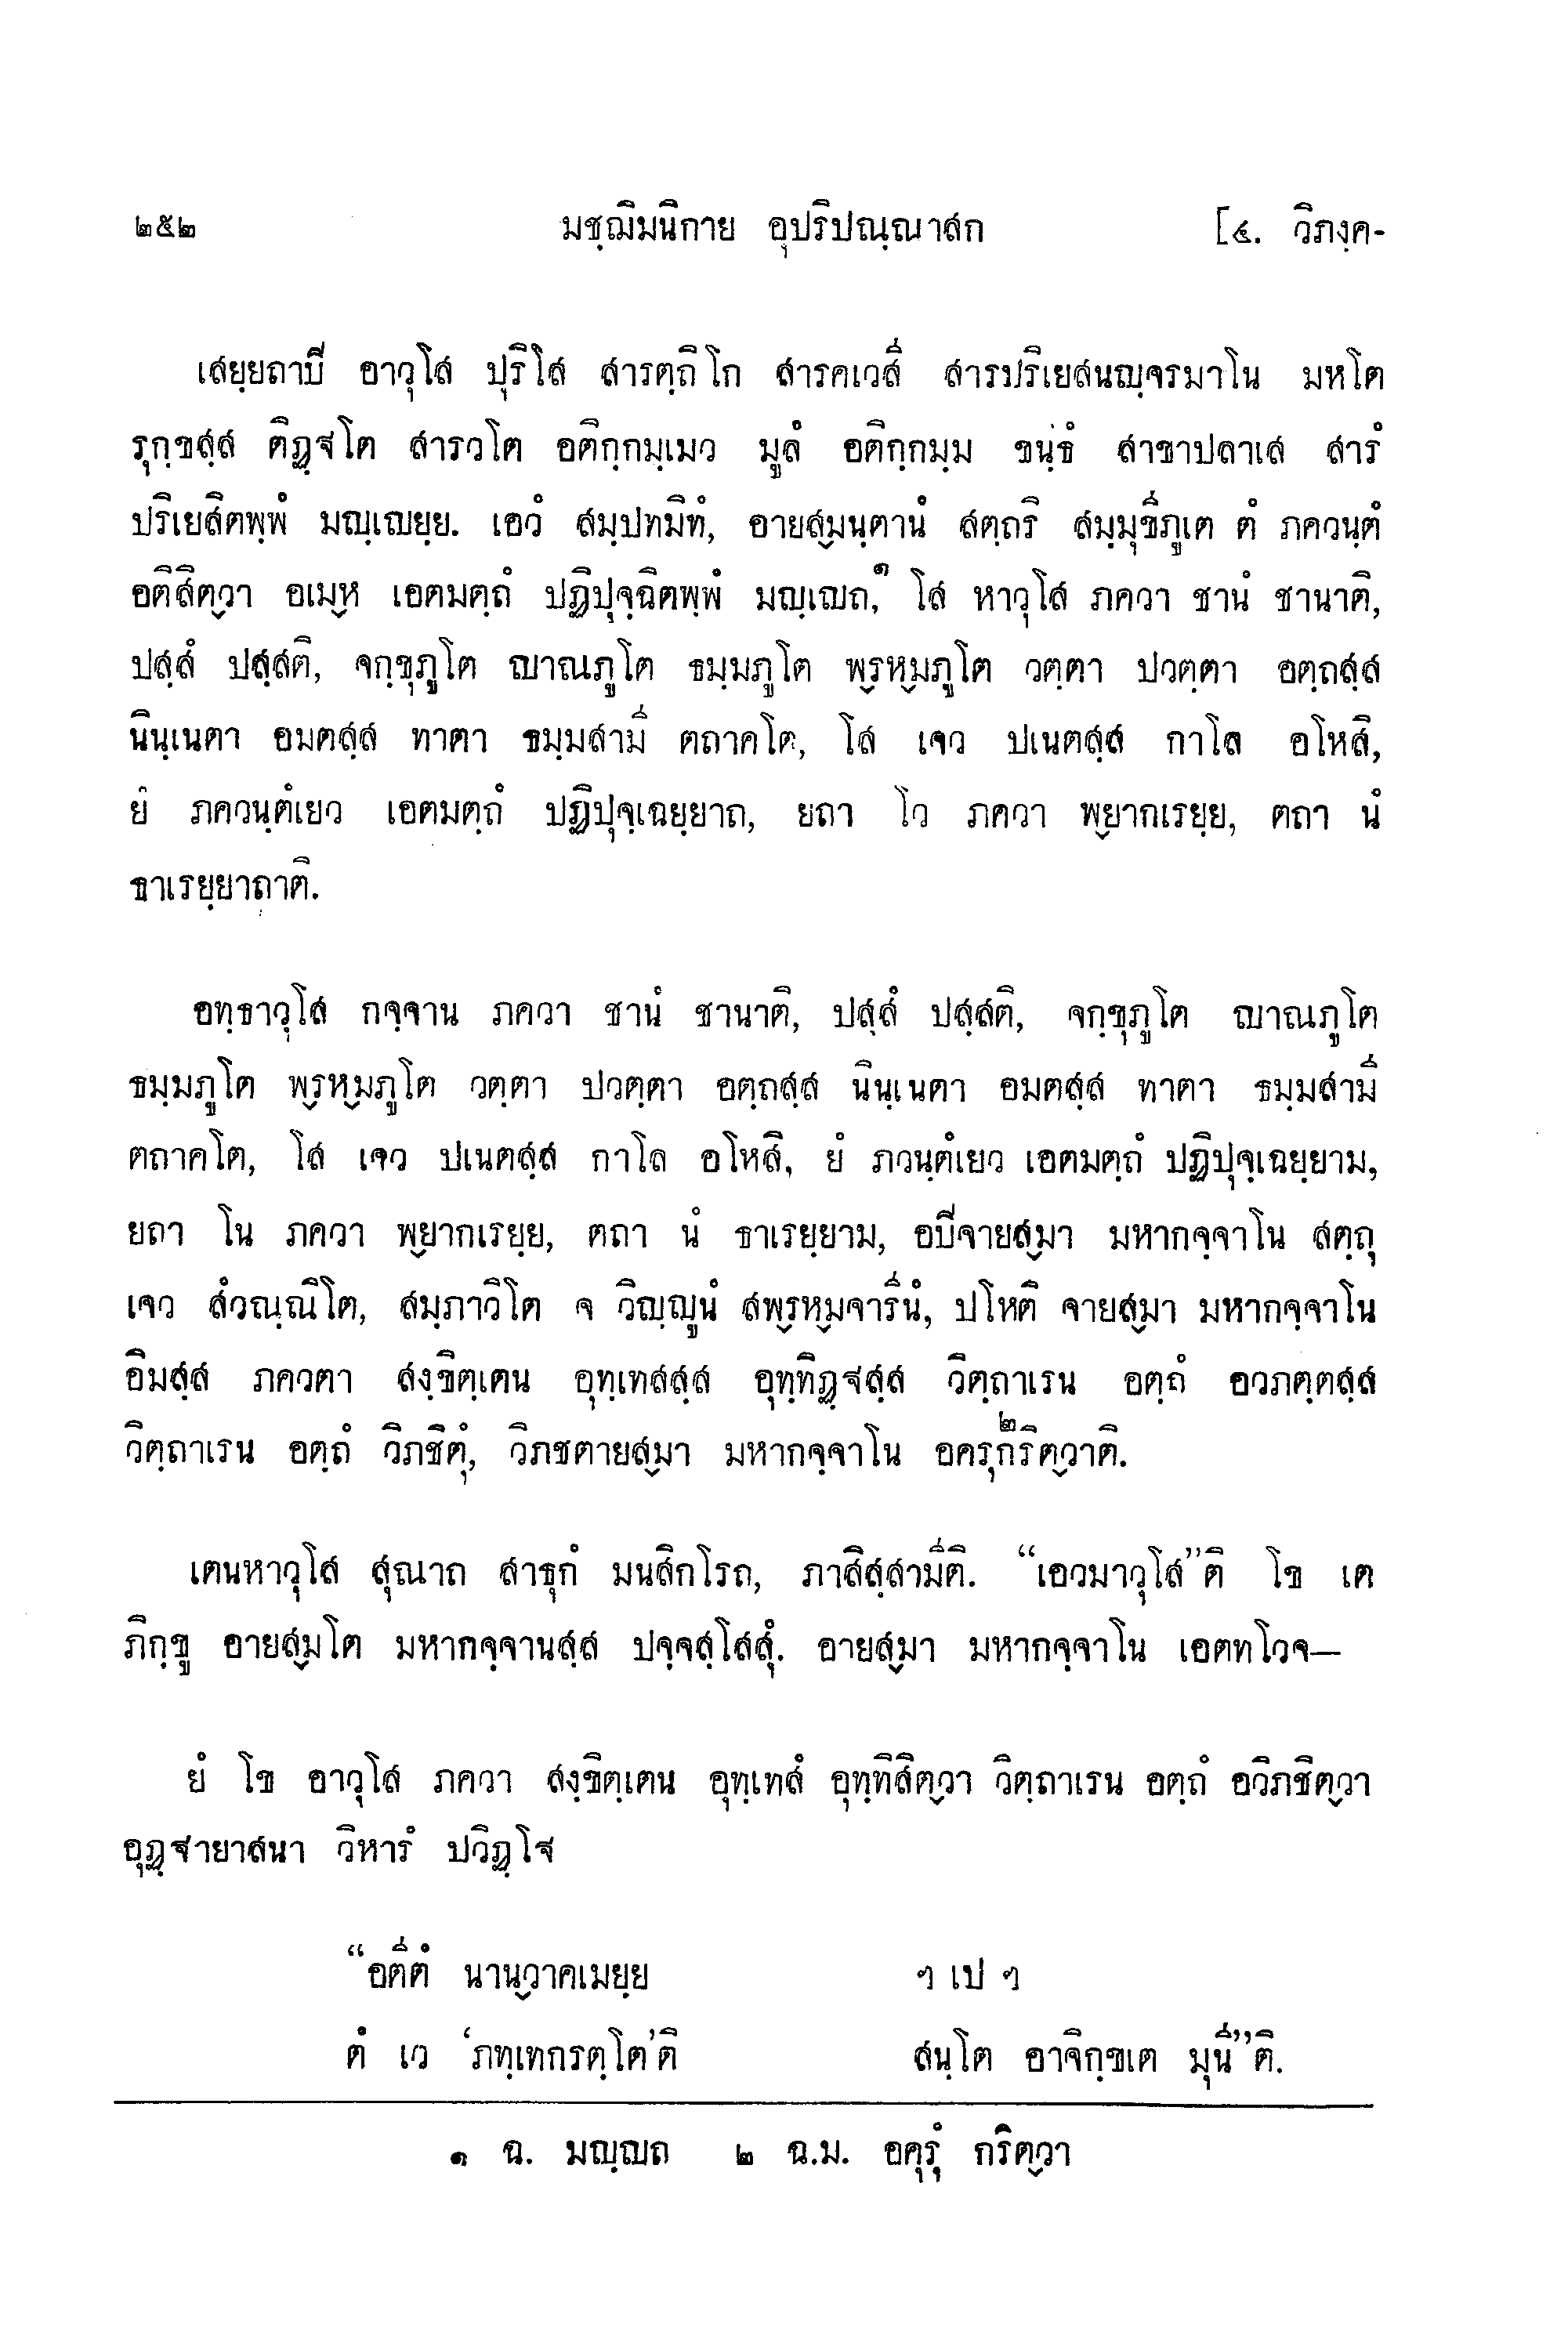 ๒๕๒ มชฺฌิมนิกาย อุปริปณฺณาสก [๔. วิภงฺค-
เสยฺยถาปี อาวุโส ปุริโส สารตฺถิโก สารคเวสี สารปริเยสนญฺจรมาโน มหโต
รุกฺขสฺส ติฏฺฐโต สารวโต อติกฺกมฺเมว มูลํ อติกฺกมฺม ขนฺธํ สาขาปลาเส สารํ
ปริเยสิตพฺพํ มญฺเญยฺย. เอวํ สมฺปทมิทํ, อายสฺมนฺตานํ สตฺถริ สมฺมุขีภูเต ตํ ภควนฺตํ
อติสิตฺวา อเมฺห เอตมตฺถํ ปฏิปุจฺฉิตพฺพํ มญฺเญถ,๑ โส หาวุโส ภควา ชานํ ชานาติ,
ปสฺสํ ปสฺสติ, จกฺขุภูโต ญาณภูโต ธมฺมภูโต พฺรหฺมภูโต วตฺตา ปวตฺตา อตฺถสฺส
นินฺเนตา อมตสฺส ทาตา ธมฺมสามี ตถาคโต, โส เจว ปเนตสฺส กาโล อโหสิ,
ยํ ภควนฺตํเยว เอตมตฺถํ ปฏิปุจฺเฉยฺยาถ, ยถา โว ภควา พฺยากเรยฺย, ตถา นํ
ธาเรยฺยาถาติ.
อทฺธาวุโส กจฺจาน ภควา ชานํ ชานาติ, ปสฺสํ ปสฺสติ, จกฺขุภูโต ญาณภูโต
ธมฺมภูโต พฺรหฺมภูโต วตฺตา ปวตฺตา อตฺถสฺส นินฺเนตา อมตสฺส ทาตา ธมฺมสามี
ตถาคโต, โส เจว ปเนตสฺส กาโล อโหสิ, ยํ ภวนฺตํเยว เอตมตฺถํ ปฏิปุจฺเฉยฺยาม,
ยถา โน ภควา พฺยากเรยฺย, ตถา นํ ธาเรยฺยาม, อปิจายสฺมา มหากจฺจาโน สตฺถุ
เจว สํวณฺณิโต, สมฺภาวิโต จ วิญฺญูนํ สพฺรหฺมจารีนํ, ปโหติ จายสฺมา มหากจฺจาโน
อิมสฺส ภควตา สงฺขิตฺเตน อุทฺเทสสฺส อุทฺทิฏฺฐสฺส วิตฺถาเรน อตฺถํ อวภตฺตสฺส
วิตฺถาเรน อตฺถํ วิภชิตุํ, วิภชตายสฺมา มหากจฺจาโน อครุกริตฺวาติ.๒
เตนหาวุโส สุณาถ สาธุกํ มนสิกโรถ, ภาสิสฺสามีติ. “เอวมาวุโส”ติ โข เต
ภิกฺขู อายสฺมโต มหากจฺจานสฺส ปจฺจสฺโสสุํ. อายสฺมา มหากจฺจาโน เอตทโวจ—
ยํ โข อาวุโส ภควา สงฺขิตฺเตน อุทฺเทสํ อุทฺทิสิตฺวา วิตฺถาเรน อตฺถํ อวิภชิตฺวา
อุฏฺฐายาสนา วิหารํ ปวิฏฺโฐ
“อตีตํ นานฺวาคเมยฺย ฯ เป ฯ
ตํ เว ‘ภทฺเทกรตฺโต’ติ สนฺโต อาจิกฺขเต มุนี”ติ.
๑ ฉ. มญฺญถ ๒ ฉ.ม. อคุรุํ กริตฺวา